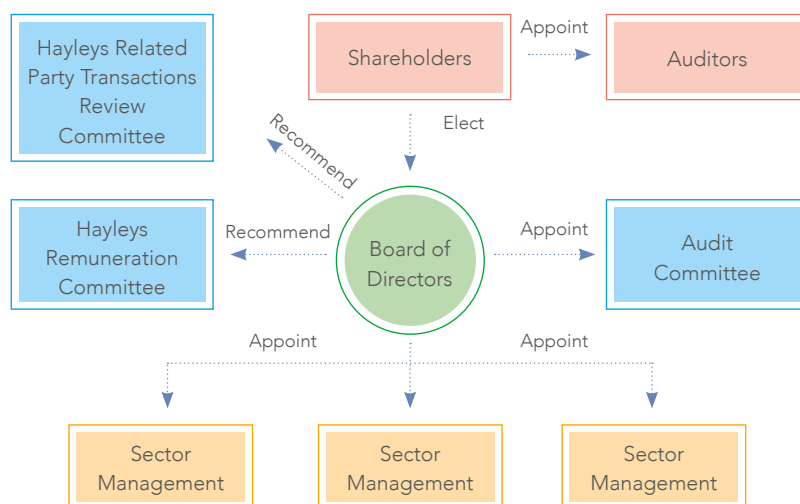 Hayleys Related
Party Transactions
Review
Committee
Shareholders
Appoint
Auditors
Elect
Recommend
Hayleys
Remuneration
Committee
Recommend
Board of
Directors
Appoint
Audit
Committee
Appoint
Appoint
Sector
Management
Sector
Management
Sector
Management